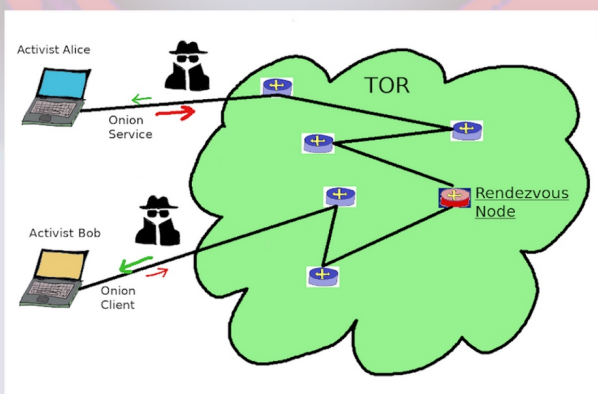 Activist Alice
TOR
Onion
Service
Rendezvous
Node
Activist Bob
Onion
Client